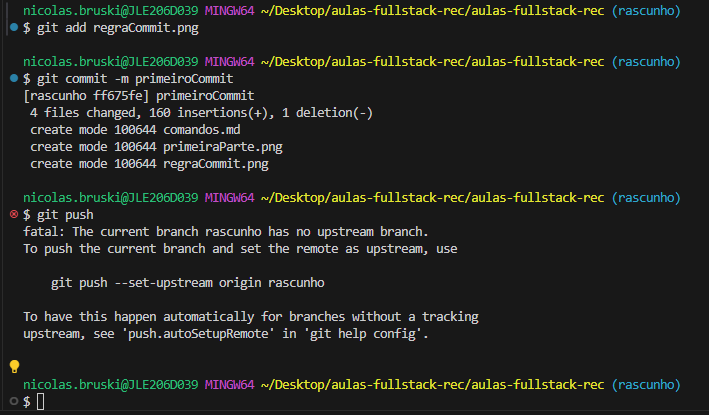 nicolas.bruski@JLE206D039 MINGW64 ~/Desktop/aulas-fullstack-rec/aulas-fullstack-rec (rascunho)
$ git add regraCommit.png
nicolas.bruski@JLE206D039 MINGW64 ~/Desktop/aulas-fullstack-rec/aulas-fullstack-rec (rascunho)
$ git commit -m primeiroCommit
[rascunho ff675fe] primeiroCommit
 4 files changed, 160 insertions(+), 1 deletion(-)
 create mode 100644 comandos.md
 create mode 100644 primeiraParte.png
 create mode 100644 regraCommit.png
nicolas.bruski@JLE206D039 MINGW64 ~/Desktop/aulas-fullstack-rec/aulas-fullstack-rec (rascunho)
$ git push
fatal: The current branch rascunho has no upstream branch.
To push the current branch and set the remote as upstream, use
    git push --set-upstream origin rascunho
To have this happen automatically for branches without a tracking
upstream, see 'push.autoSetupRemote' in 'git help config'.
nicolas.bruski@JLE206D039 MINGW64 ~/Desktop/aulas-fullstack-rec/aulas-fullstack-rec (rascunho)
$